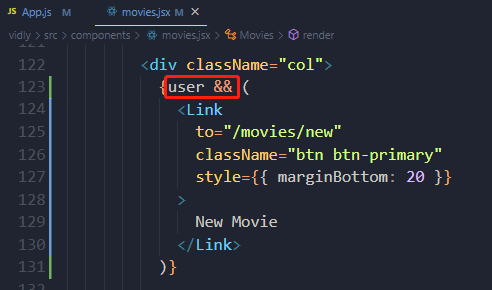 App.js M movies.jsx M ✕
vidly > src > components > movies.jsx > Movies > render
122 <div className="col">
123 {user && (
124 <Link
125 to="/movies/new"
126 className="btn btn-primary"
127 style={{ marginBottom: 20 }}
128 >
129 New Movie
130 </Link>
131 )}